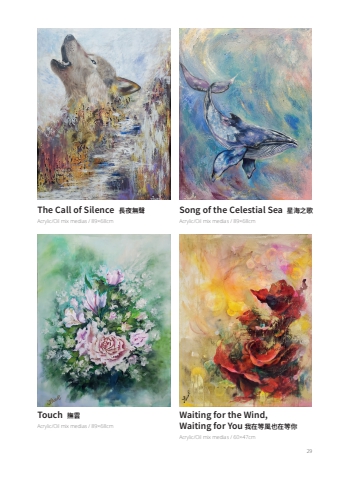 The Call of Silence 長夜無聲
Acrylic/Oil mix medias / 89×68cm
Song of the Celestial Sea 星海之歌
Acrylic/Oil mix medias / 89×68cm
Touch 撫雲
Acrylic/Oil mix medias / 89×68cm
Waiting for the Wind,
Waiting for You 我在等風也在等你
Acrylic/Oil mix medias / 60×47cm
29